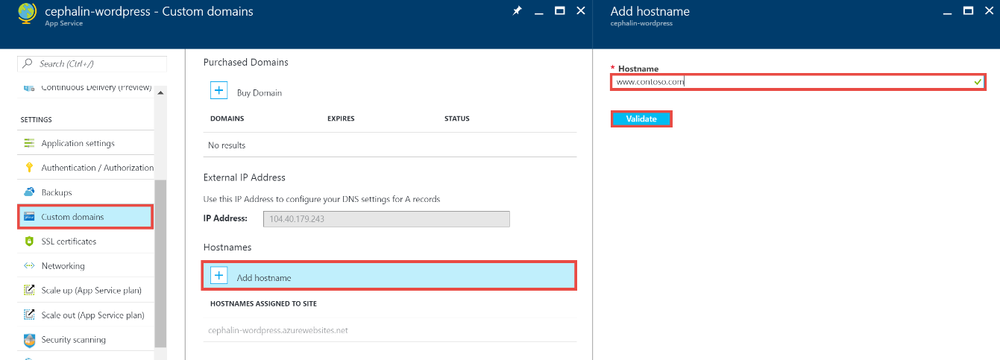 cephalin-wordpress - Custom domains
App Service
Search (Ctrl+/)
Continuous Delivery (Preview)
SETTINGS
Application settings
Authentication / Authorization
Backups
Custom domains
SSL certificates
Networking
Scale up (App Service plan)
Scale out (App Service plan)
Security scanning
Purchased Domains
Buy Domain
DOMAINS EXPIRES STATUS
No results
External IP Address
Use this IP Address to configure your DNS settings for A records
IP Address: 104.40.179.243
Hostnames
Add hostname
HOSTNAMES ASSIGNED TO SITE
cephalin-wordpress.azurewebsites.net
Add hostname
cephalin-wordpress
* Hostname
www.contoso.com
Validate